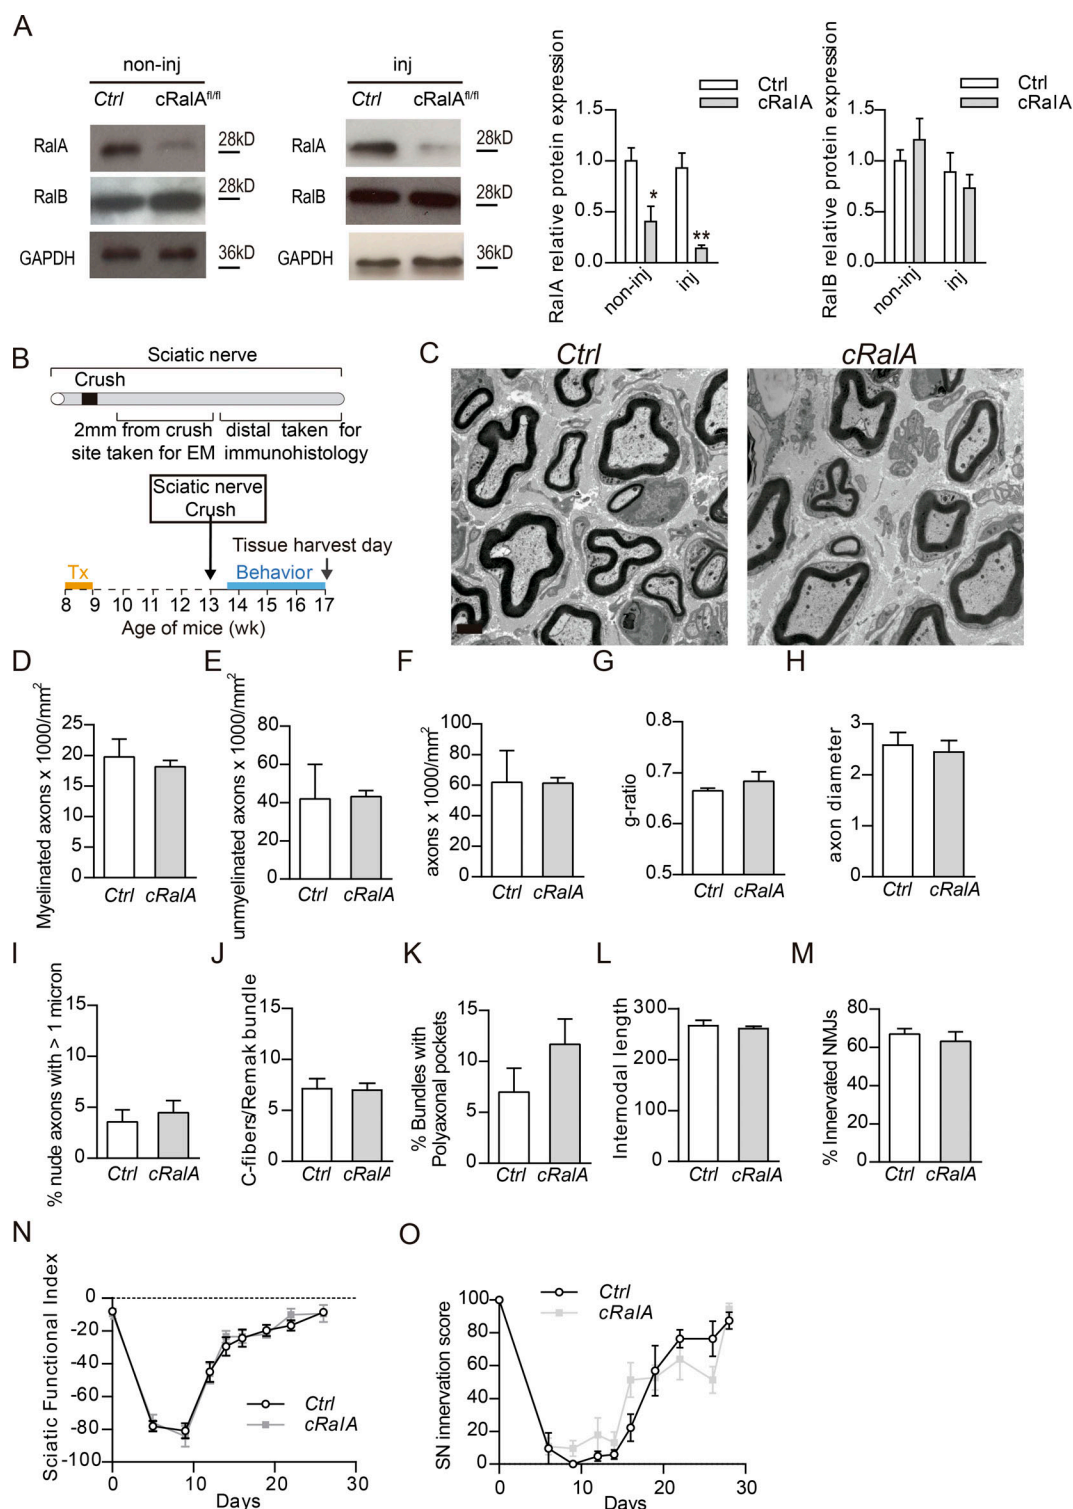 A
non-inj
Ctrl cRalAfl/fl
RalA 28kD
RalB 28kD
GAPDH 36kD
inj
Ctrl cRalAfl/fl
RalA 28kD
RalB 28kD
GAPDH 36kD
RalA relative protein expression
Ctrl
cRalA
1.5
1.0
0.5
0.0
*
**
non-inj
inj
RalB relative protein expression
Ctrl
cRalA
1.5
1.0
0.5
0.0
non-inj
inj
B
Sciatic nerve
Crush
2mm from crush distal taken for
site taken for EM immunohistology
Sciatic nerve
Crush
Tissue harvest day
Tx
Behavior
8 9 10 11 12 13 14 15 16 17
Age of mice (wk)
C
Ctrl
cRalA
D
Myelinated axons x 1000/mm2
25
20
15
10
5
0
Ctrl cRalA
E
unmyelinated axons x 1000/mm2
80
60
40
20
0
Ctrl cRalA
F
axons x 1000/mm2
100
80
60
40
20
0
Ctrl cRalA
G
g-ratio
0.8
0.7
0.6
0.5
Ctrl cRalA
H
axon diameter
3
2
1
0
Ctrl cRalA
I
% nude axons with > 1 micron
15
10
5
0
Ctrl cRalA
J
C-fibers/Remak bundle
15
10
5
0
Ctrl cRalA
K
% Bundles with
Polyaxonal pockets
15
10
5
0
Ctrl cRalA
L
Internodal length
300
200
100
0
Ctrl cRalA
M
% Innervated NMJs
80
60
40
20
0
Ctrl cRalA
N
Sciatic Functional Index
0
-20
-40
-60
-80
-100
Ctrl
cRalA
0 10 20 30
Days
O
SN innervation score
100
80
60
40
20
0
Ctrl
cRalA
0 10 20 30
Days